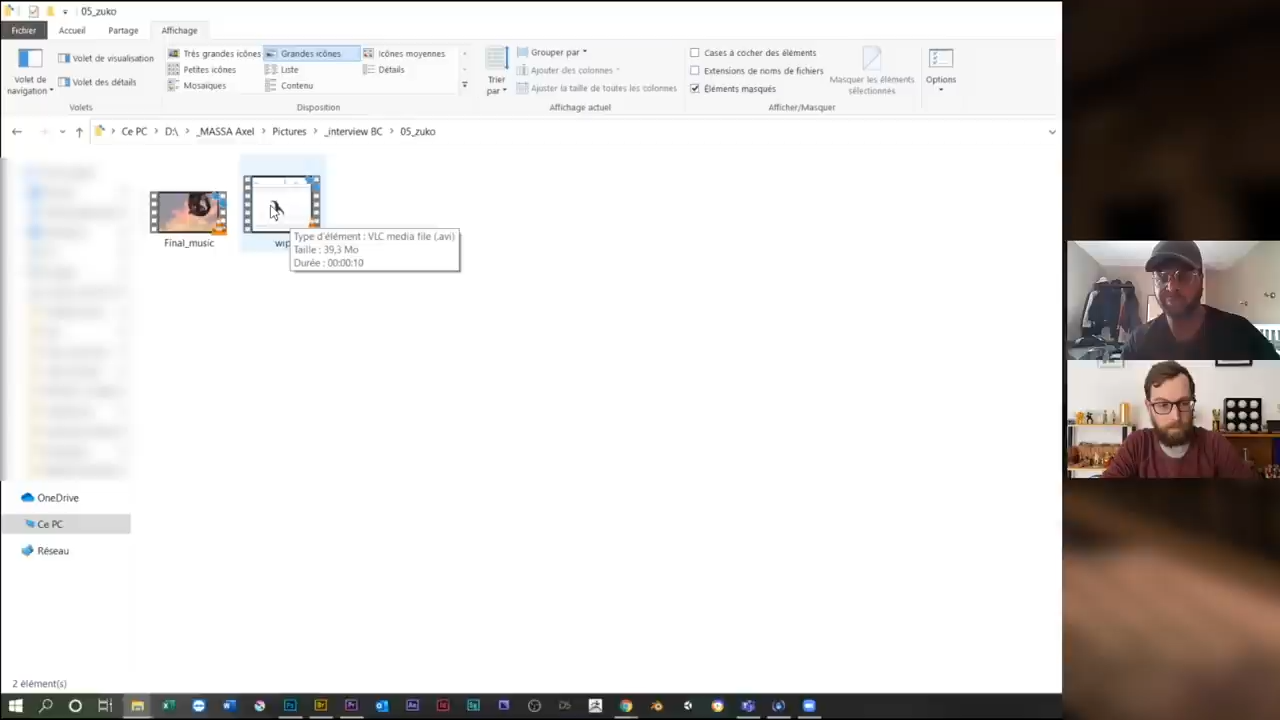 05_zuko
Fichier Accueil Partage Affichage
Volet de navigation
Volet de visualisation
Volet des détails
Volets
Très grandes icônes Grandes icônes Icônes moyennes
Petites icônes Liste Détails
Mosaïques Contenu
Disposition
Trier par
Grouper par
Ajouter des colonnes
Ajuster la taille de toutes les colonnes
Affichage actuel
Cases à cocher des éléments
Extensions de noms de fichiers
Éléments masqués
Masquer les éléments
sélectionnés
Afficher/Masquer
Options
Ce PC > D:\ > _MASSA Axel > Pictures > _interview BC > 05_zuko
Final_music
wip
Type d'élément : VLC media file (.avi)
Taille : 39,3 Mo
Durée : 00:00:10
OneDrive
Ce PC
Réseau
2 élément(s)